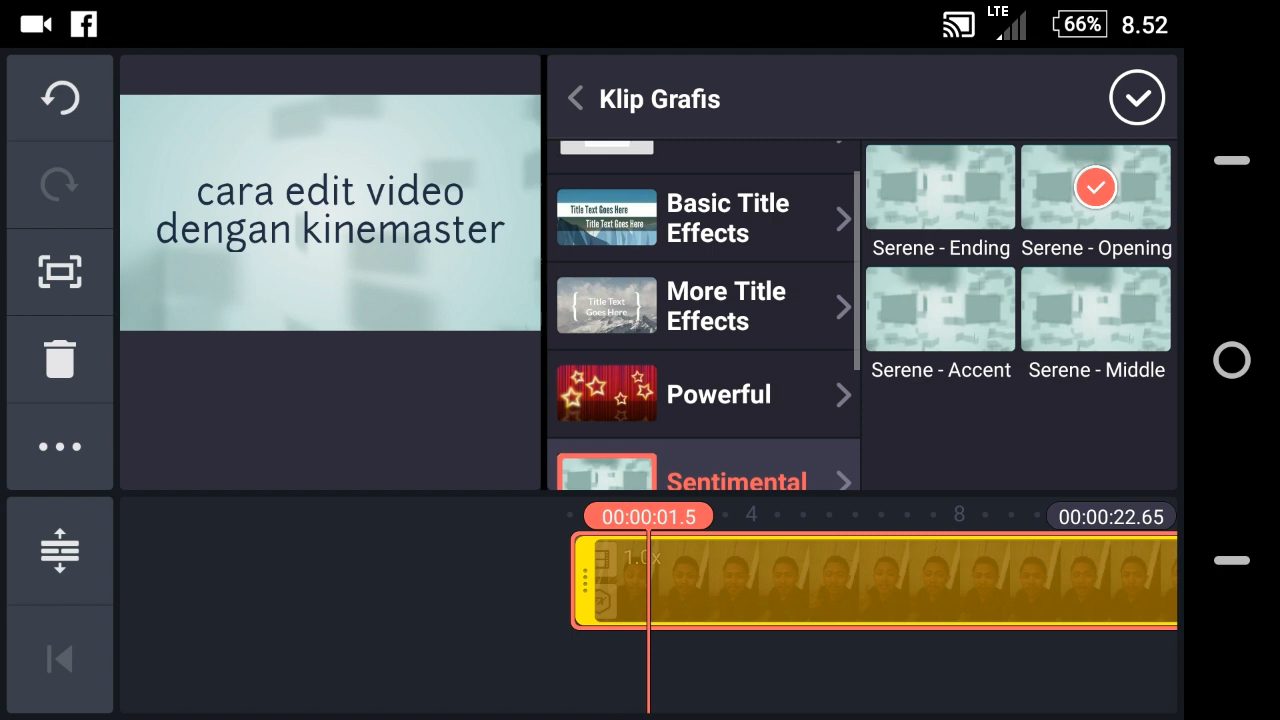 LTE
66%
8.52
cara edit video
dengan kinemaster
Klip Grafis
Title Text Goes Here
Title Text Goes Here
Basic Title
Effects
Title Text
Goes Here
More Title
Effects
Powerful
Sentimental
Serene - Ending
Serene - Opening
Serene - Accent
Serene - Middle
00:00:01.5
4
8
00:00:22.65
1.0x